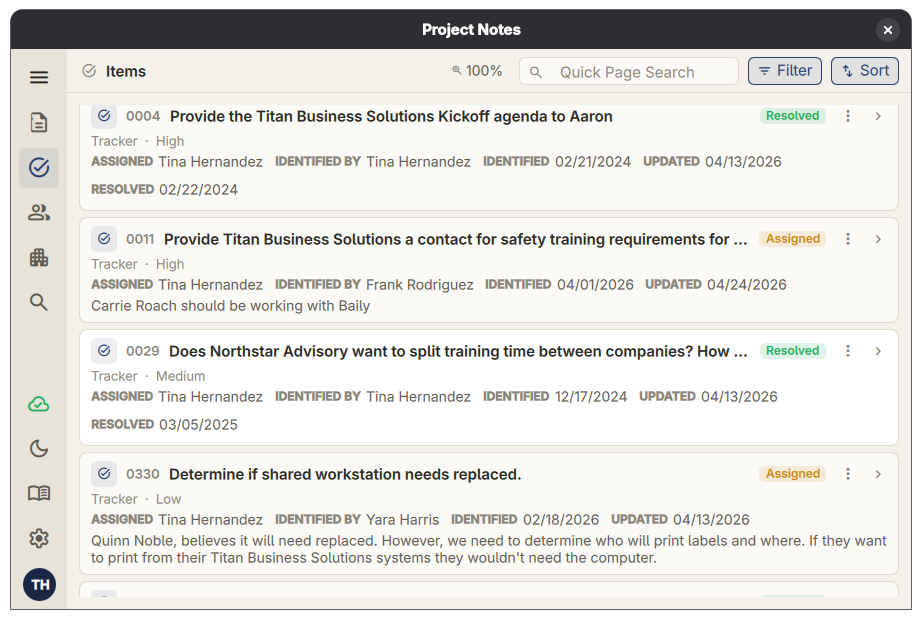 Project Notes
Items
100%
Quick Page Search
Filter
Sort
0004 Provide the Titan Business Solutions Kickoff agenda to Aaron Resolved
Tracker · High
ASSIGNED Tina Hernandez IDENTIFIED BY Tina Hernandez IDENTIFIED 02/21/2024 UPDATED 04/13/2026
RESOLVED 02/22/2024
0011 Provide Titan Business Solutions a contact for safety training requirements for ... Assigned
Tracker · High
ASSIGNED Tina Hernandez IDENTIFIED BY Frank Rodriguez IDENTIFIED 04/01/2026 UPDATED 04/24/2026
Carrie Roach should be working with Baily
0029 Does Northstar Advisory want to split training time between companies? How ... Resolved
Tracker · Medium
ASSIGNED Tina Hernandez IDENTIFIED BY Tina Hernandez IDENTIFIED 12/17/2024 UPDATED 04/13/2026
RESOLVED 03/05/2025
0330 Determine if shared workstation needs replaced. Assigned
Tracker · Low
ASSIGNED Tina Hernandez IDENTIFIED BY Yara Harris IDENTIFIED 02/18/2026 UPDATED 04/13/2026
Quinn Noble, believes it will need replaced. However, we need to determine who will print labels and where. If they want
to print from their Titan Business Solutions systems they wouldn't need the computer.
TH